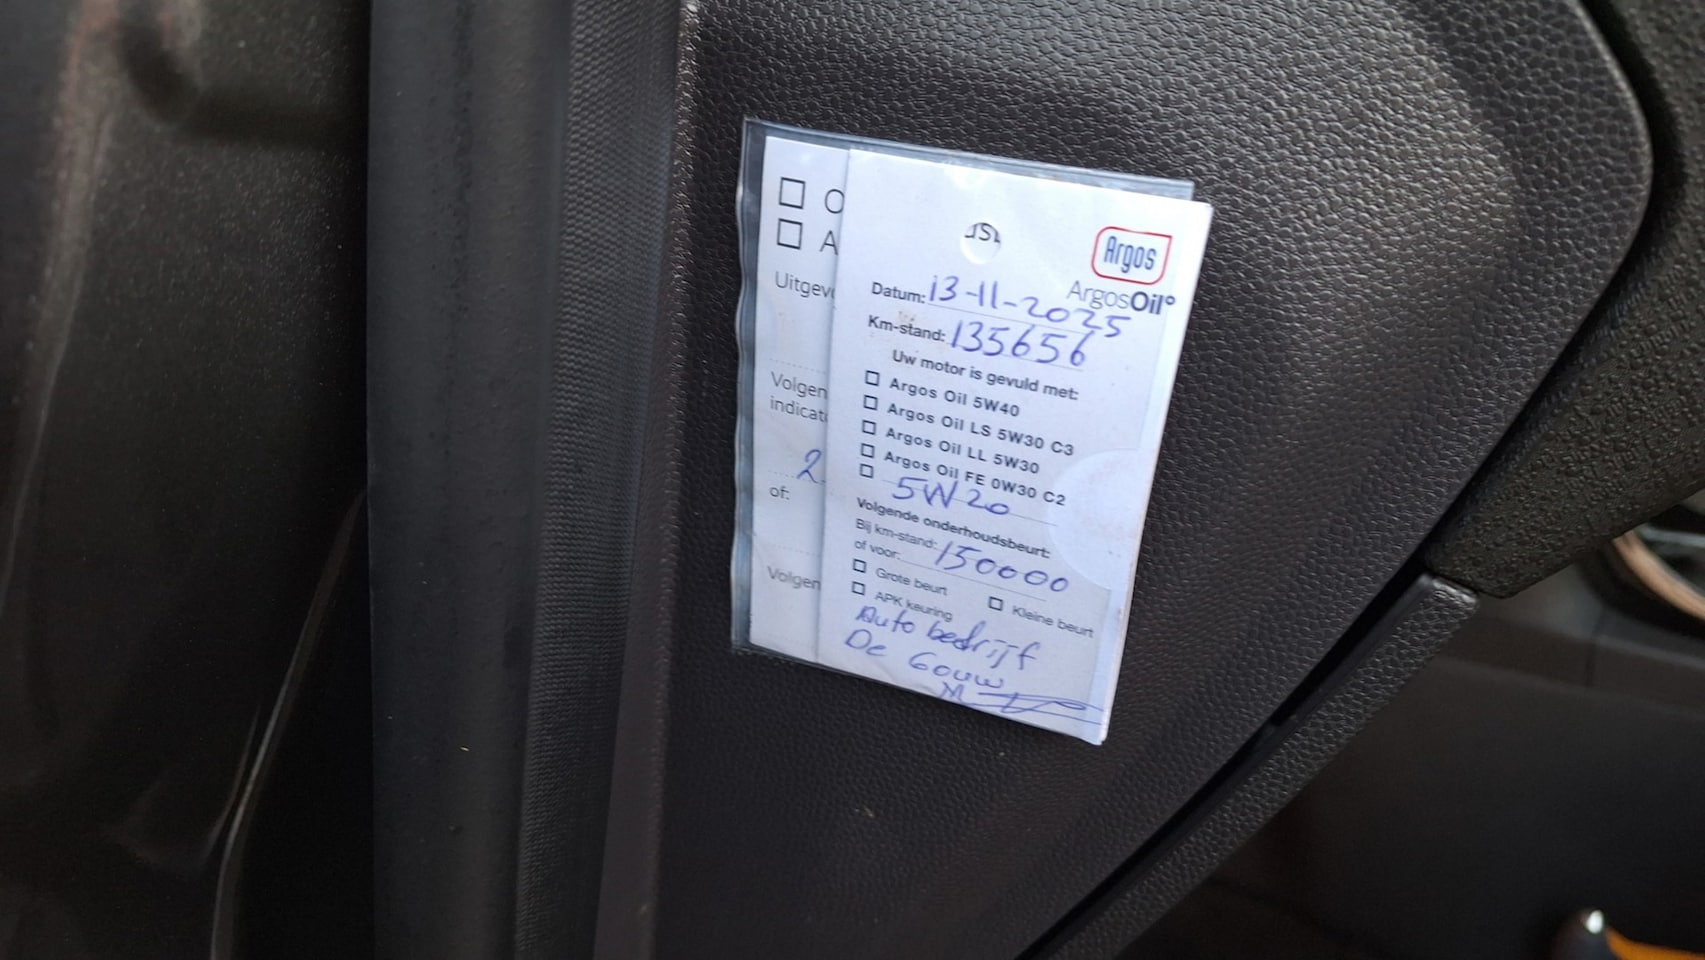 Argos
ArgosOil°
Datum: 13-11-2025
Km-stand: 135656
Uw motor is gevuld met:
☐ Argos Oil 5W40
☐ Argos Oil LS 5W30 C3
☐ Argos Oil LL 5W30
☐ Argos Oil FE 0W30 C2
☐ 5W20
Volgende onderhoudsbeurt:
Bij km-stand: 150000
of voor:
☐ Grote beurt ☐ Kleine beurt
☐ APK keuring
Auto bedrijf
De Gouw
☐ O
☐ A
Uitgev
Volgen
indicat
2
of:
Volgen